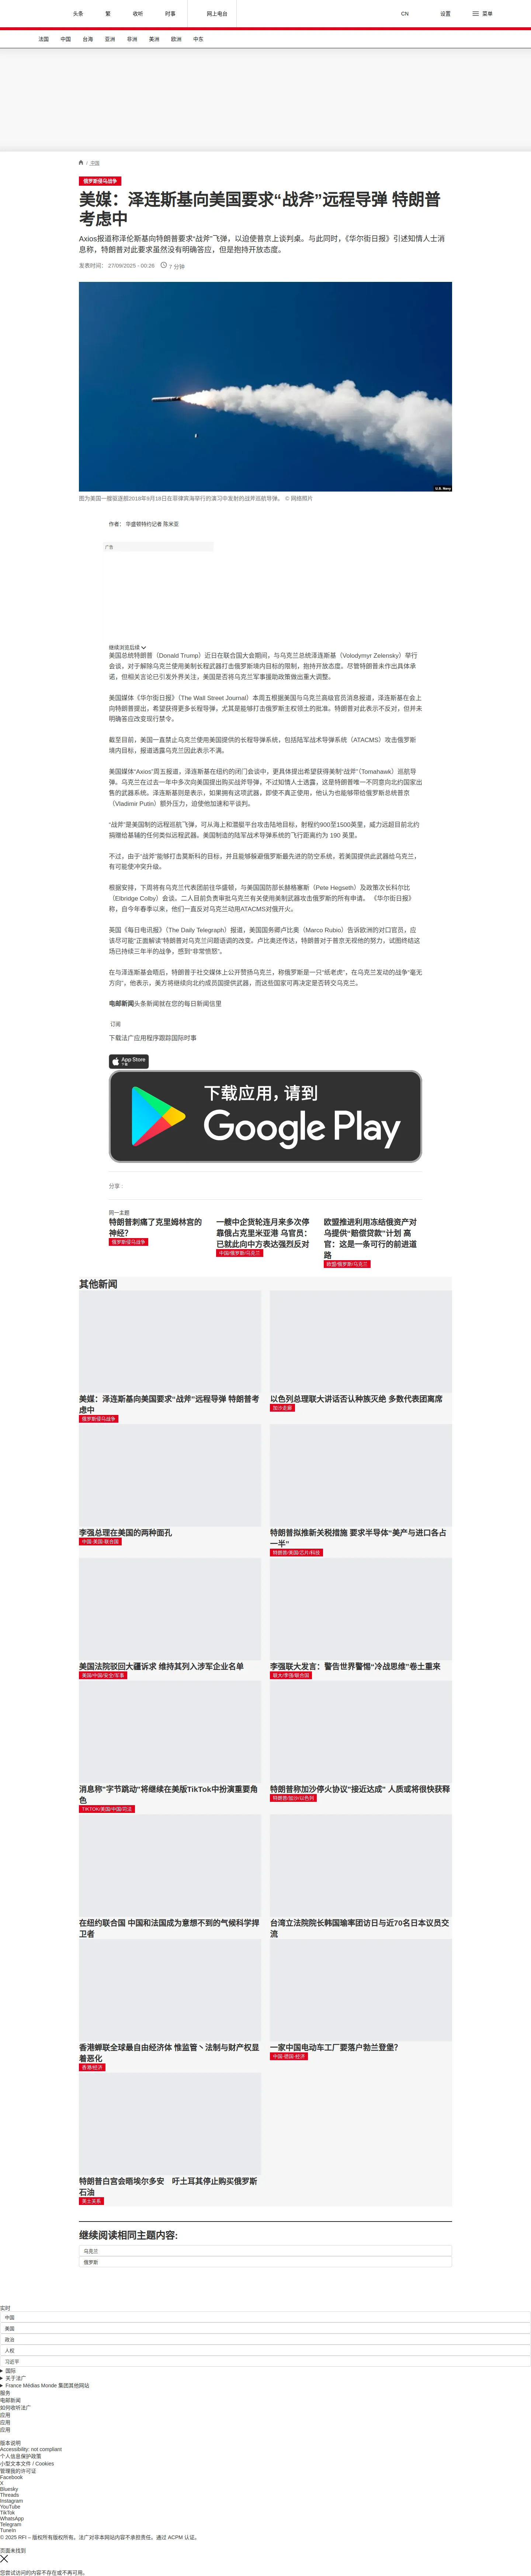 头条
繁
收听
时事
网上电台
CN
设置
菜单
法国
中国
台海
亚洲
非洲
美洲
欧洲
中东
/ 美国
俄罗斯侵乌战争
美媒：泽连斯基向美国要求“战斧”远程导弹 特朗普
考虑中
Axios报道称泽伦斯基向特朗普要求“战斧”飞弹，以迫使普京上谈判桌。与此同时，《华尔街日报》引述知情人士消
息称，特朗普对此要求虽然没有明确答应，但是抱持开放态度。
发表时间： 27/09/2025 - 00:26 7 分钟
U.S. Navy
图为美国一艘驱逐舰2018年8月18日在菲律宾海举行的演习中发射的战斧巡航导弹。 © 网络照片
作者： 华盛顿特约记者 陈米亚
广告
继续浏览后续
美国总统特朗普（Donald Trump）近日在联合国大会期间，与乌克兰总统泽连斯基（Volodymyr Zelensky）举行
会谈，对于解除乌克兰使用美制长程武器打击俄罗斯境内目标的限制，抱持开放态度。尽管特朗普未作出具体承
诺，但相关言论已引发外界关注，美国是否将乌克兰军事援助政策做出重大调整。
美国媒体《华尔街日报》（The Wall Street Journal）本周五根据美国与乌克兰高级官员消息报道，泽连斯基在会上
向特朗普提出，希望获得更多长程导弹，尤其是能够打击俄罗斯主权领土的批准。特朗普对此表示不反对，但并未
明确答应改变现行禁令。
截至目前，美国一直禁止乌克兰使用美国提供的长程导弹系统，包括陆军战术导弹系统（ATACMS）攻击俄罗斯
境内目标，报道透露乌克兰因此表示不满。
美国媒体“Axios”周五报道，泽连斯基在纽约的闭门会谈中，更具体提出希望获得美制“战斧”（Tomahawk）巡航导
弹。乌克兰在过去一年中多次向美国提出购买战斧导弹，不过知情人士透露，这是特朗普唯一不同意向北约国家出
售的武器系统。泽连斯基则是表示，如果拥有这项武器，即使不真正使用，他认为也能够带给俄罗斯总统普京
（Vladimir Putin）额外压力，迫使他加速和平谈判。
“战斧”是美国制的远程巡航飞弹，可从海上和潜艇平台攻击陆地目标，射程约900至1500英里，威力远超目前北约
捐赠给基辅的任何类似远程武器。美国制造的陆军战术导弹系统的飞行距离约为 190 英里。
不过，由于“战斧”能够打击莫斯科的目标，并且能够躲避俄罗斯最先进的防空系统，若美国提供此武器给乌克兰，
有可能使冲突升级。
根据安排，下周将有乌克兰代表团前往华盛顿，与美国国防部长赫格塞斯（Pete Hegseth）及政策次长科尔比
（Elbridge Colby）会谈。二人目前负责审批乌克兰有关使用美制武器攻击俄罗斯的所有申请。 《华尔街日报》
称，自今年春季以来，他们一直反对乌克兰动用ATACMS对俄开火。
英国《每日电讯报》（The Daily Telegraph）报道，美国国务卿卢比奥（Marco Rubio）告诉欧洲的对口官员，应
该尽可能“正面解读”特朗普对乌克兰问题语调的改变。卢比奥还传达，特朗普对于普京无视他的努力，试图终结这
场已持续三年半的战争，感到“非常愤怒”。
在与泽连斯基会晤后，特朗普于社交媒体上公开赞扬乌克兰，称俄罗斯是一只“纸老虎”，在乌克兰发动的战争“毫无
方向”。他表示，美方将继续向北约成员国提供武器，而这些国家可再决定是否转交乌克兰。
电邮新闻头条新闻就在您的每日新闻信里
订阅
下载法广应用程序跟踪国际时事
App Store
下载
下载应用，请到
Google Play
分享 :
同一主题
特朗普刺痛了克里姆林宫的
神经？
俄罗斯侵乌战争
一艘中企货轮连月来多次停
靠俄占克里米亚港 乌官员：
已就此向中方表达强烈反对
中国/俄罗斯/乌克兰
欧盟推进利用冻结俄资产对
乌提供“赔偿贷款”计划 高
官：这是一条可行的前进道
路
欧盟/俄罗斯/乌克兰
其他新闻
美媒：泽连斯基向美国要求“战斧”远程导弹 特朗普考
虑中
俄罗斯侵乌战争
以色列总理联大讲话否认种族灭绝 多数代表团离席
加沙走廊
李强总理在美国的两种面孔
中国·美国·联合国
特朗普拟推新关税措施 要求半导体“美产与进口各占
一半”
特朗普/美国/芯片/科技
美国法院驳回大疆诉求 维持其列入涉军企业名单
美国/中国/安全/军事
李强联大发言：警告世界警惕“冷战思维”卷土重来
联大/李强/联合国
消息称"字节跳动"将继续在美版TikTok中扮演重要角
色
TIKTOK/美国/中国/司法
特朗普称加沙停火协议"接近达成" 人质或将很快获释
特朗普/加沙/以色列
在纽约联合国 中国和法国成为意想不到的气候科学捍
卫者
台湾立法院院长韩国瑜率团访日与近70名日本议员交
流
香港蝉联全球最自由经济体 惟监管丶法制与财产权显
着恶化
香港/经济
一家中国电动车工厂要落户勃兰登堡？
中国·德国·经济
特朗普白宫会晤埃尔多安 吁土耳其停止购买俄罗斯
石油
美土关系
继续阅读相同主题内容:
乌克兰
俄罗斯
实时
中国
美国
政治
人权
习近平
国际
关于法广
France Médias Monde 集团其他网站
服务
电邮新闻
如何收听法广
应用
应用
应用
版本说明
Accessibility: not compliant
个人信息保护政策
小型文本文件 / Cookies
管理我的许可证
Facebook
X
Bluesky
Threads
Instagram
YouTube
TikTok
WhatsApp
Telegram
TuneIn
© 2025 RFI – 版权所有版权所有。法广对非本网站内容不承担责任。通过 ACPM 认证。
页面未找到
您尝试访问的内容不存在或不再可用。